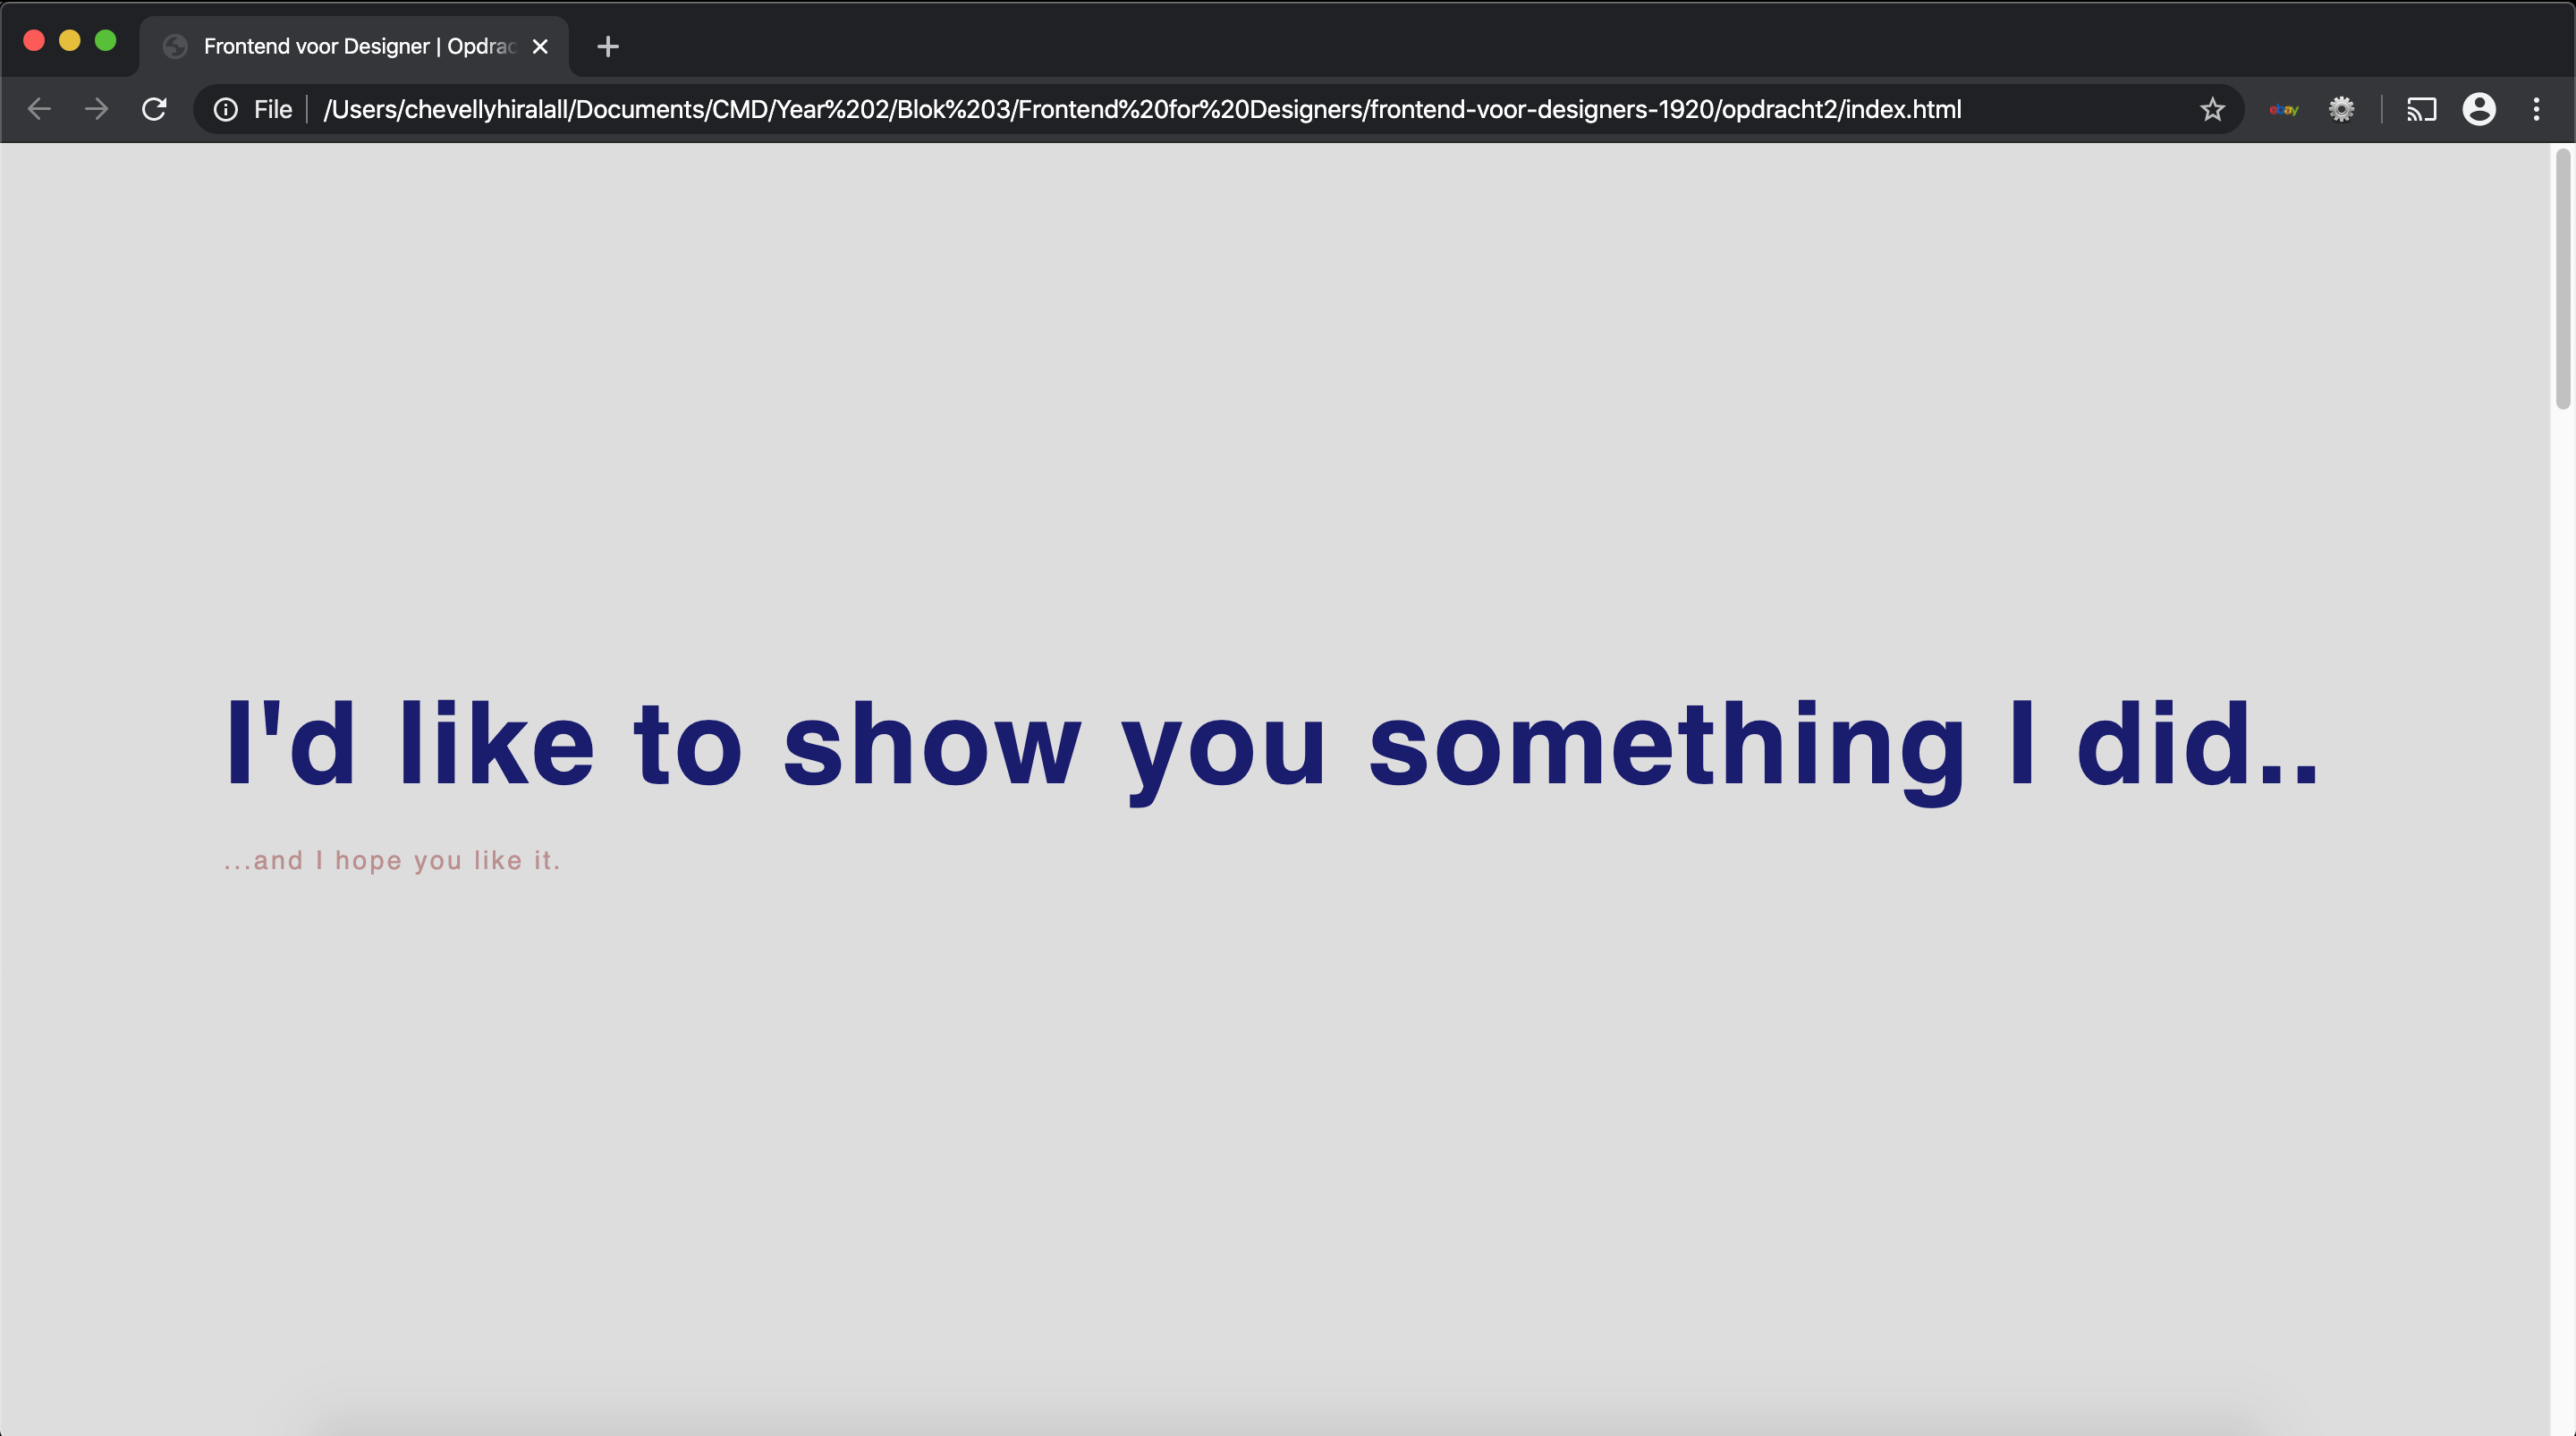 Frontend voor Designer | Opdrac
File
/Users/chevellyhiralall/Documents/CMD/Year%202/Blok%203/Frontend%20for%20Designers/frontend-voor-designers-1920/opdracht2/index.html
ebay
I'd like to show you something I did..
...and I hope you like it.